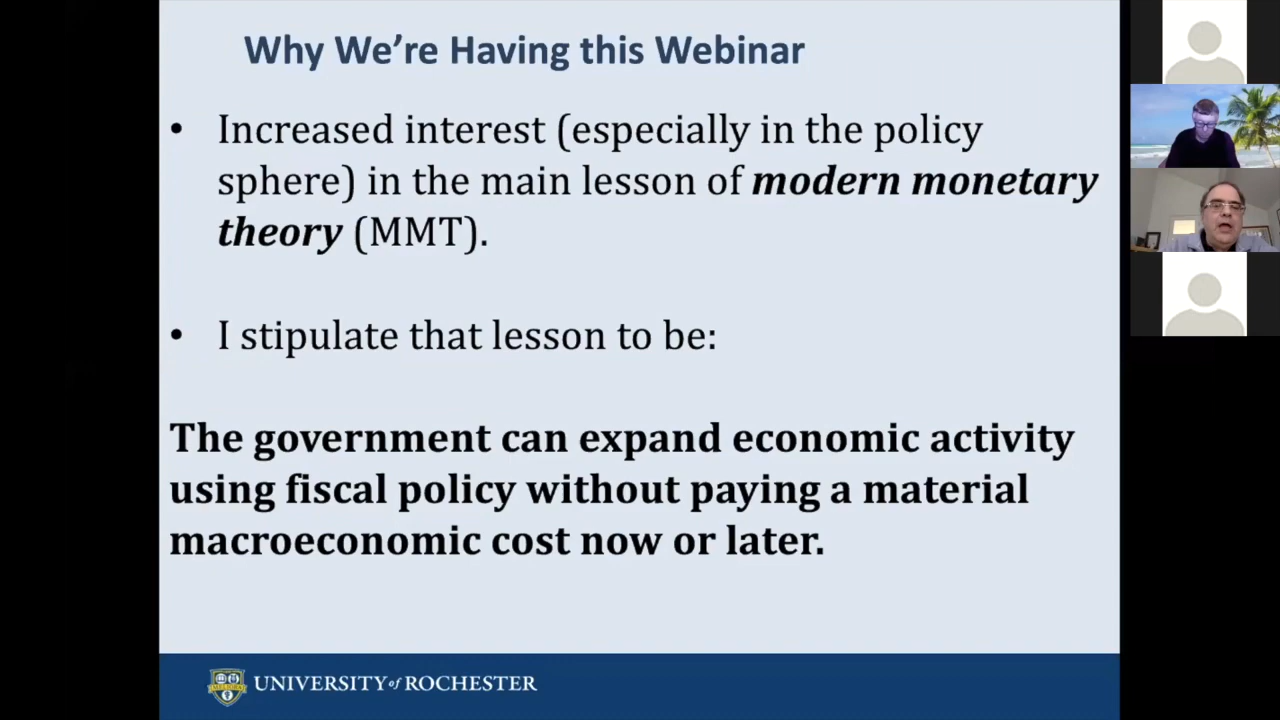 Why We’re Having this Webinar
• Increased interest (especially in the policy
sphere) in the main lesson of modern monetary
theory (MMT).
• I stipulate that lesson to be:
The government can expand economic activity
using fiscal policy without paying a material
macroeconomic cost now or later.
MELIORA
UNIVERSITY of ROCHESTER